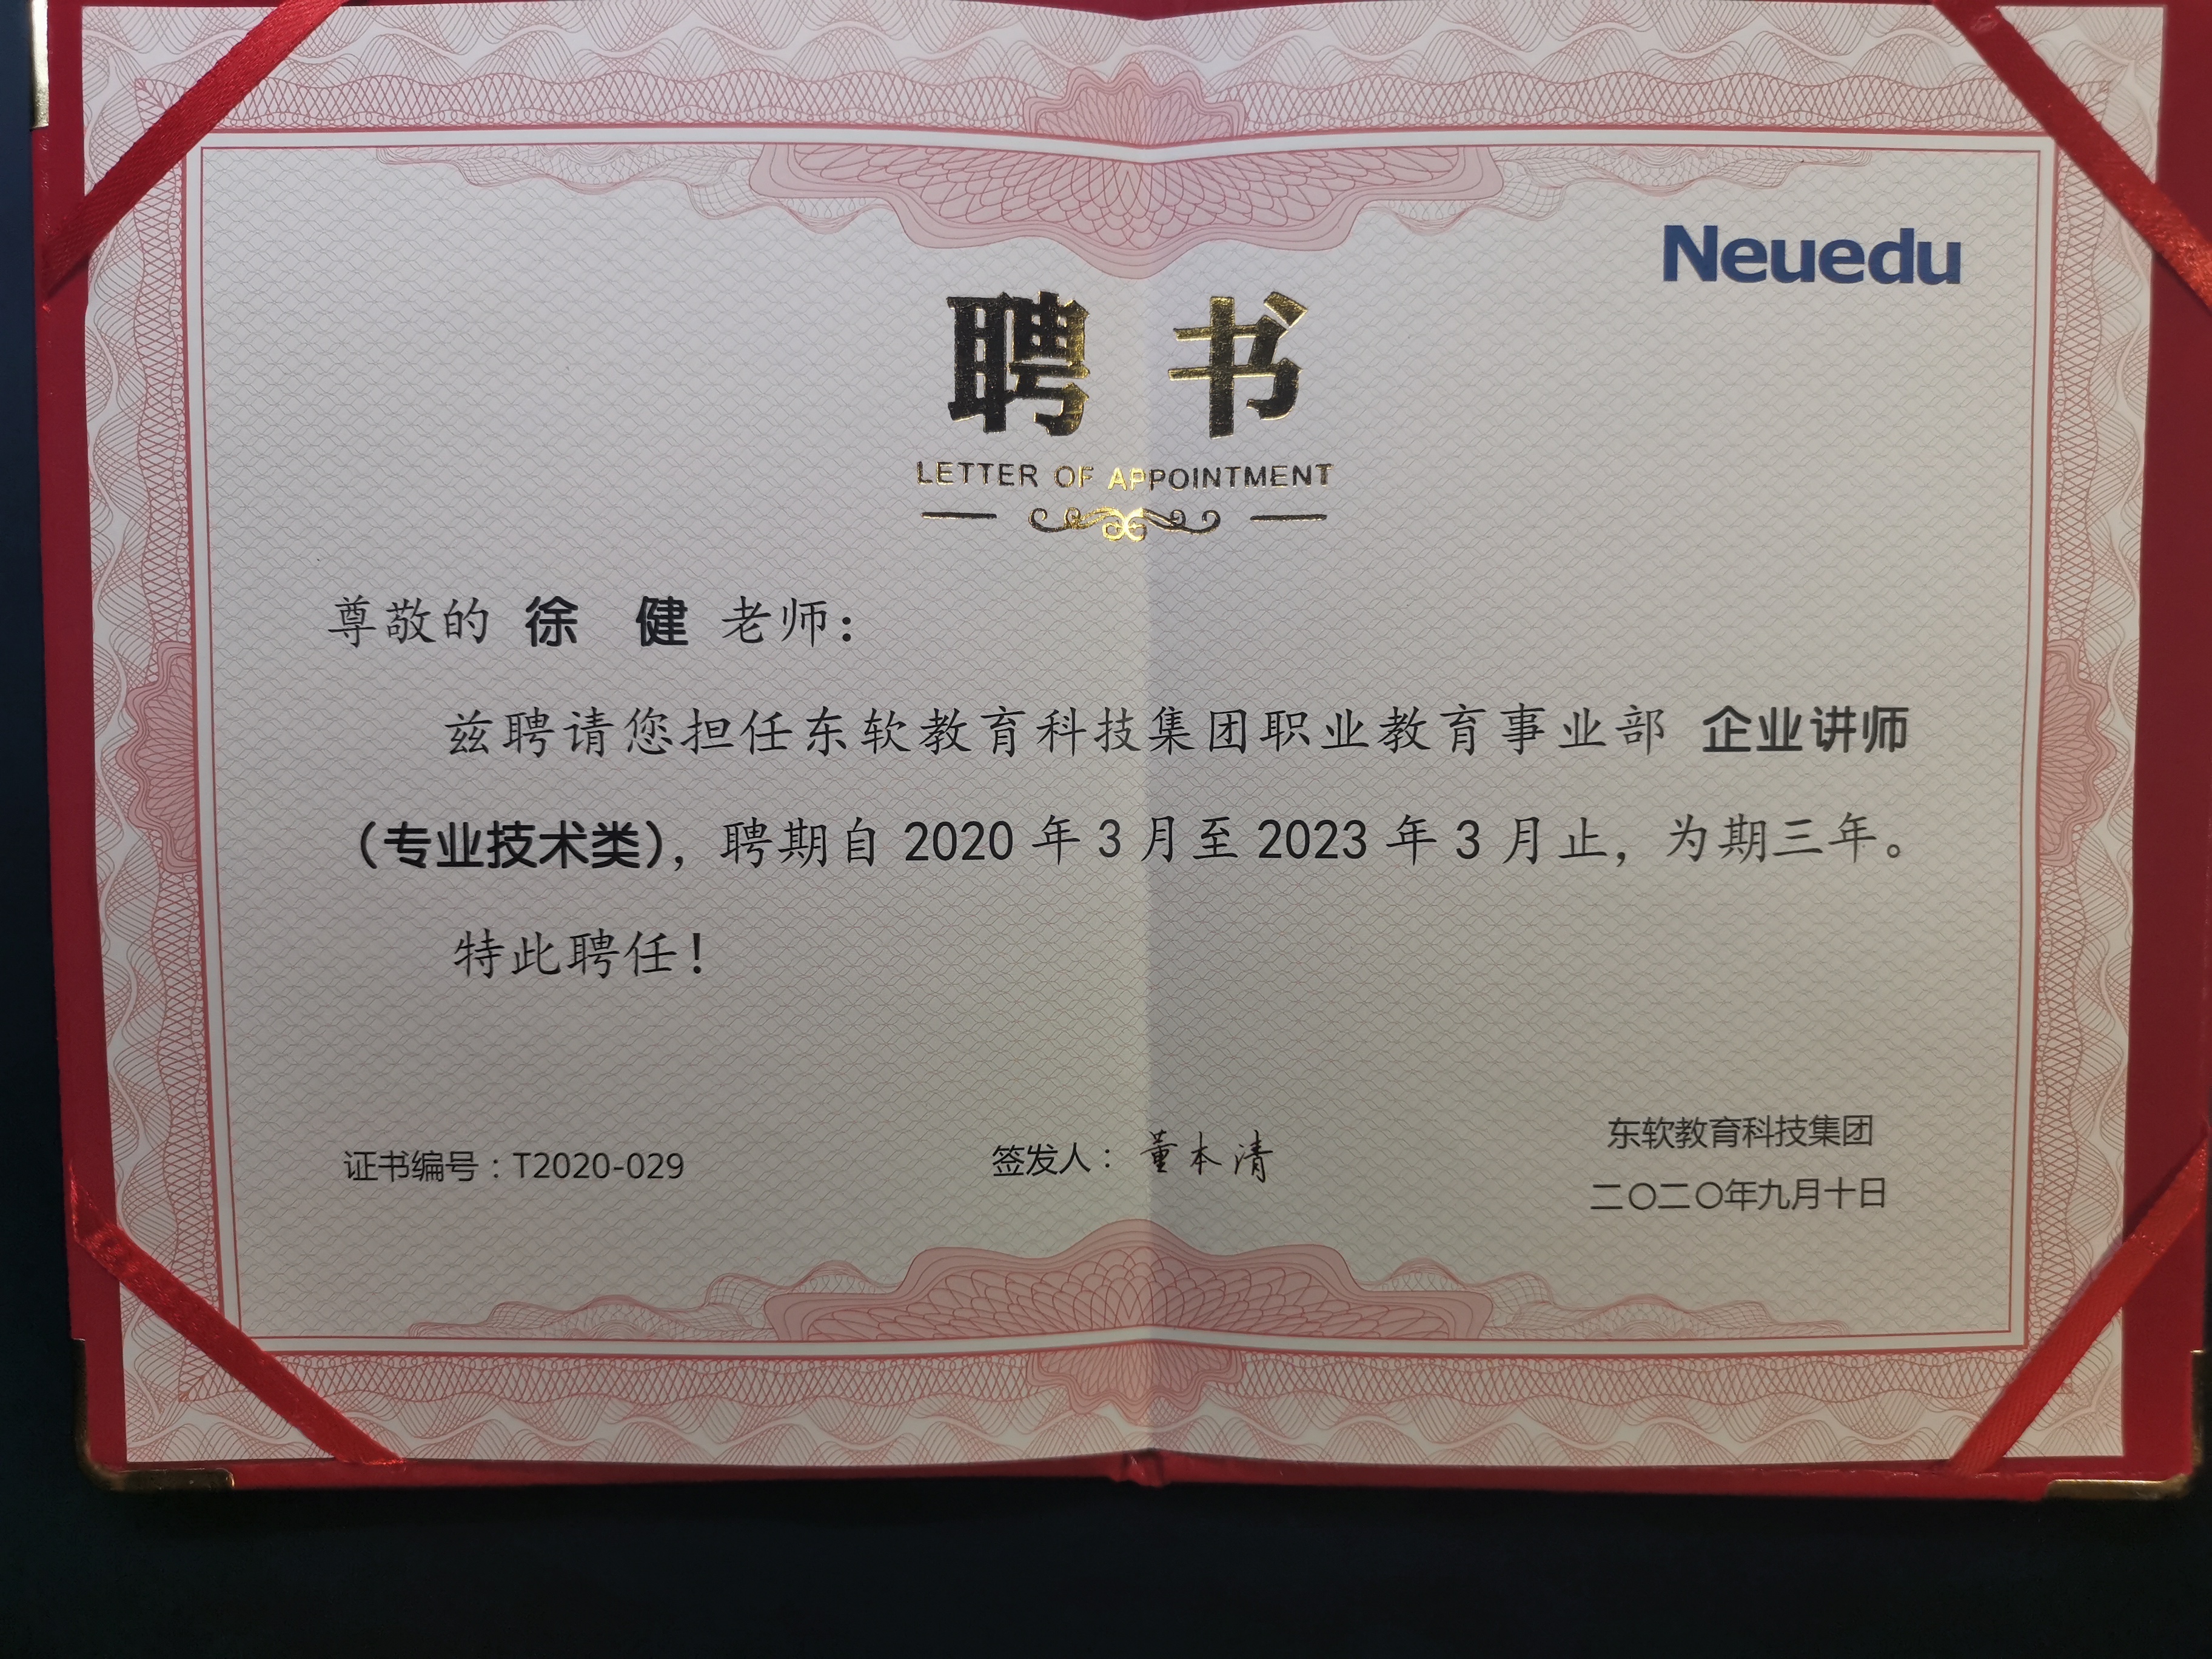 Neuedu
聘 书
LETTER OF APPOINTMENT
尊敬的 徐 健 老师：
兹聘请您担任东软教育科技集团职业教育事业部 企业讲师
（专业技术类），聘期自 2020 年 3 月至 2023 年 3 月止，为期三年。
特此聘任！
证书编号：T2020-029
签发人： 董本清
东软教育科技集团
二〇二〇年九月十日